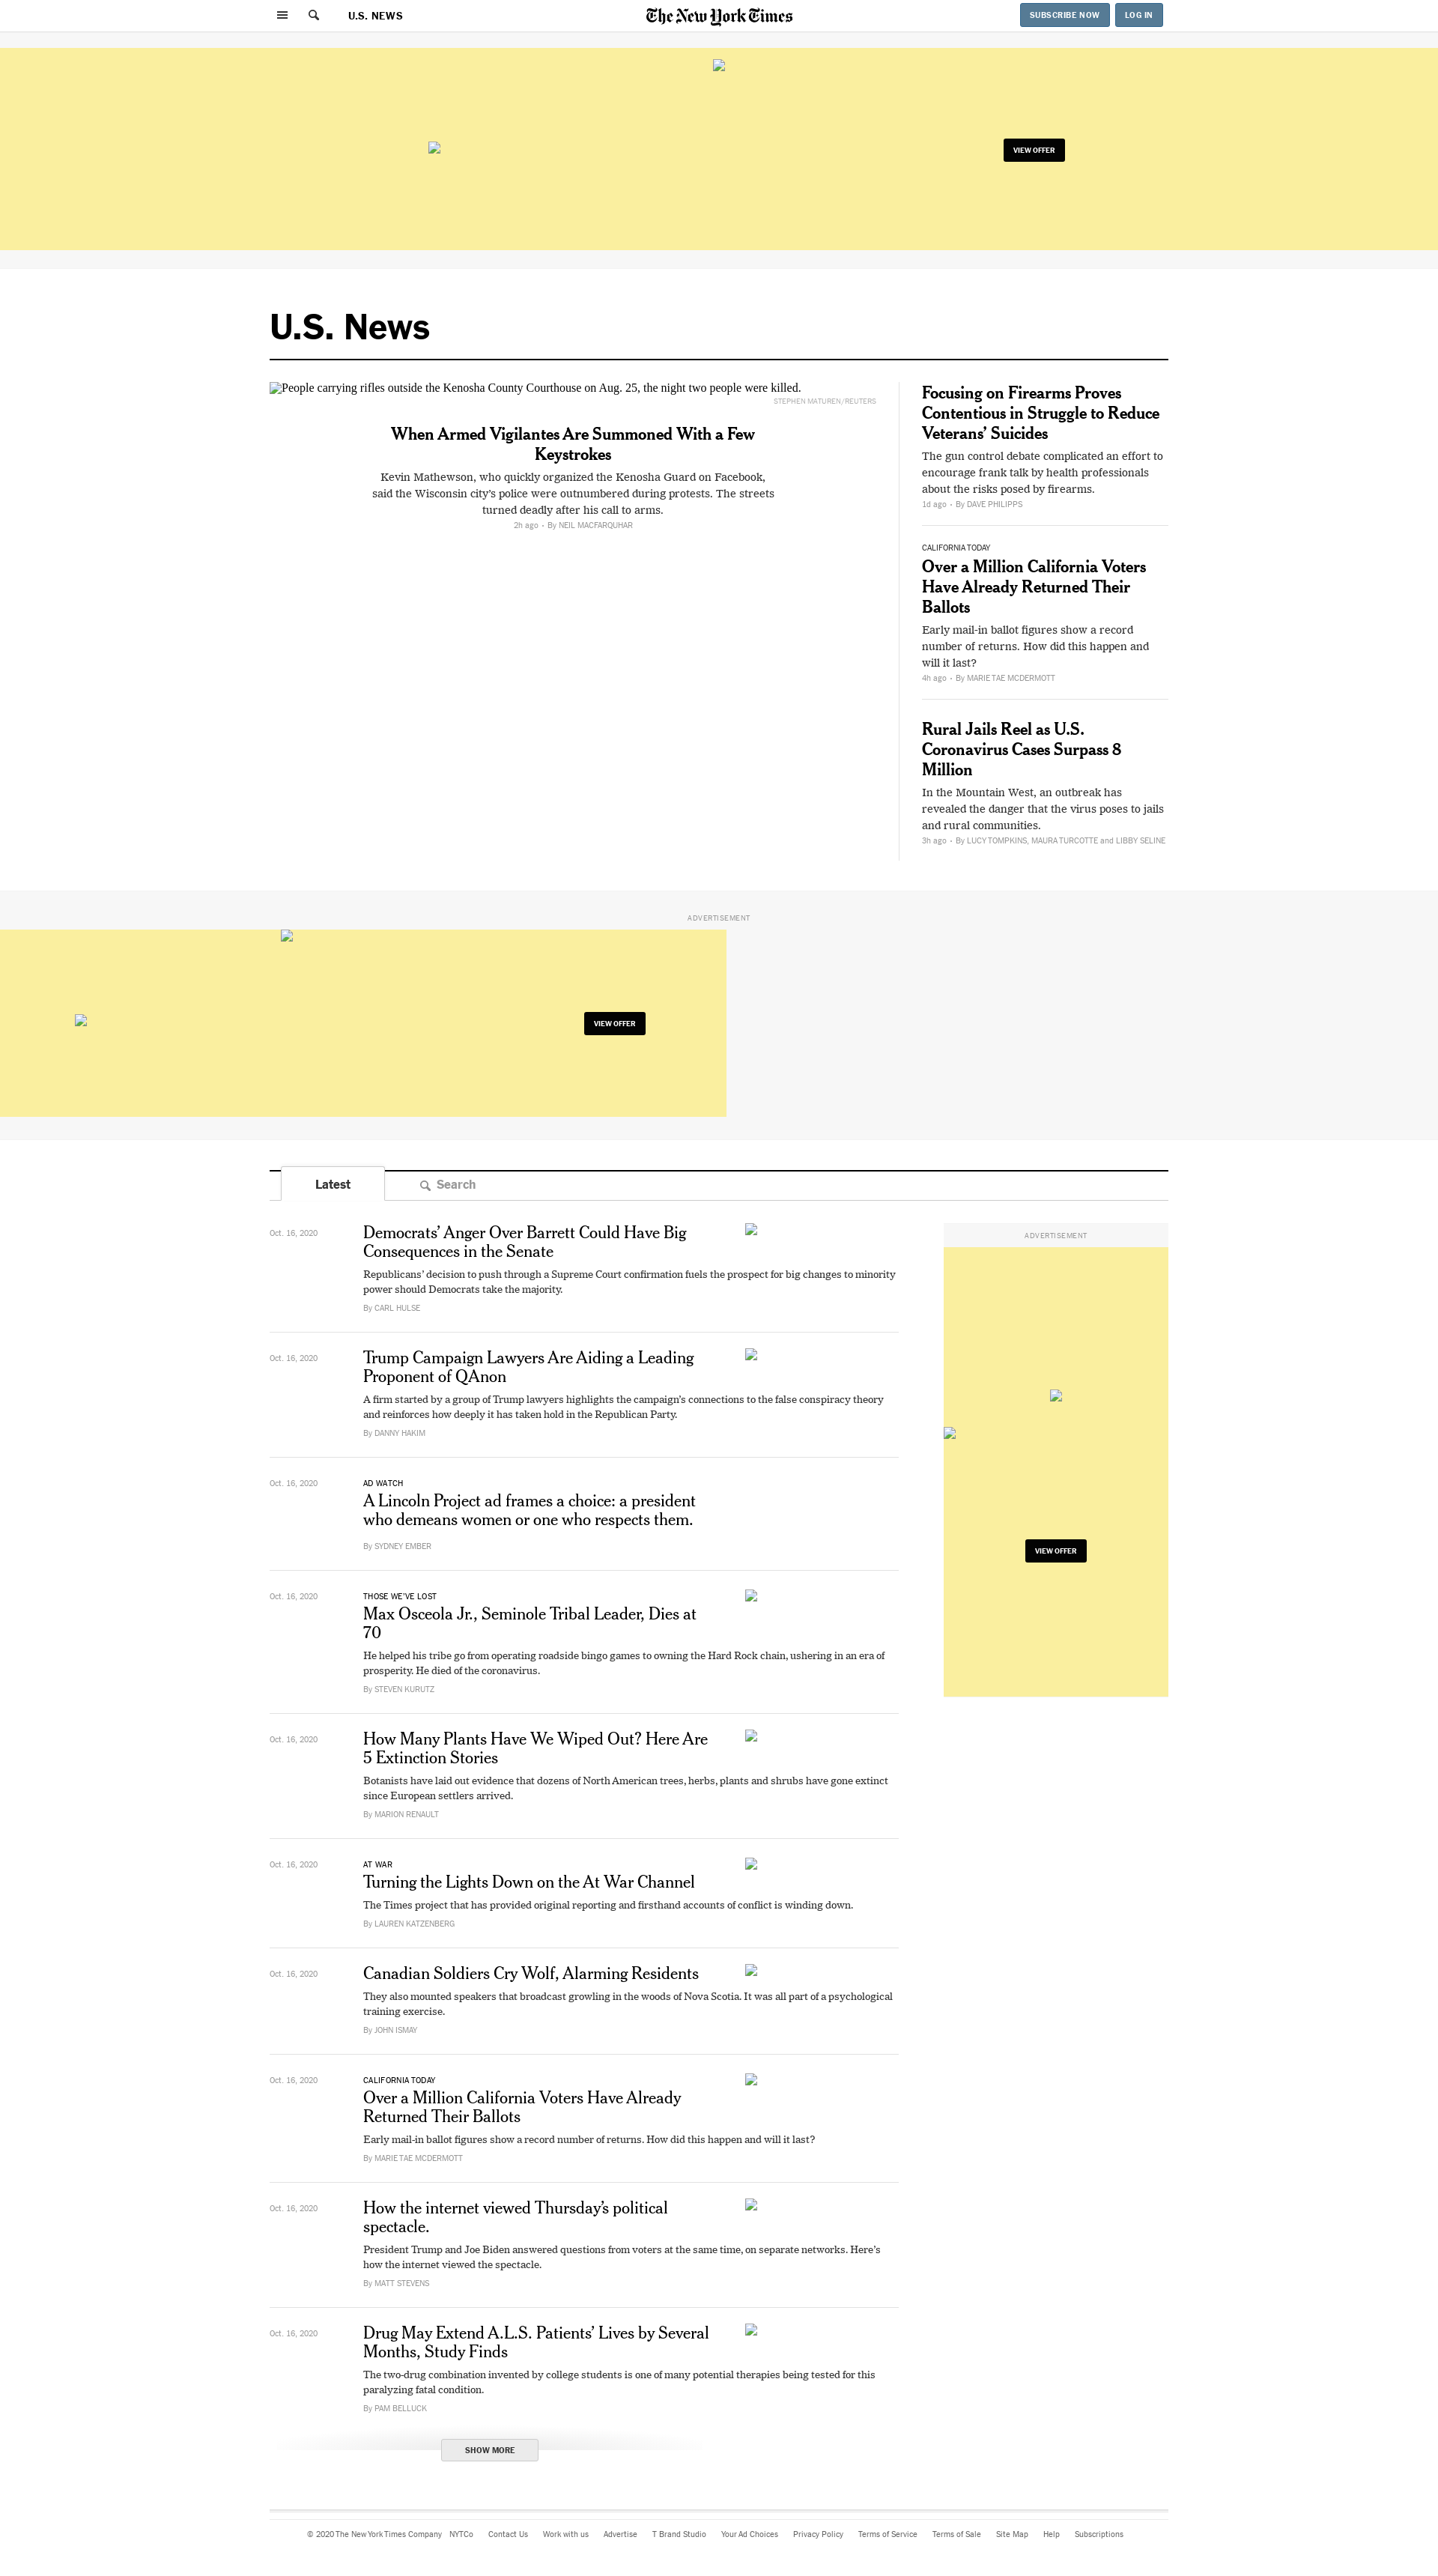 U.S. NEWS
The New York Times
SUBSCRIBE NOW
LOG IN
VIEW OFFER
U.S. News
People carrying rifles outside the Kenosha County Courthouse on Aug. 25, the night two people were killed.
STEPHEN MATUREN/REUTERS
When Armed Vigilantes Are Summoned With a Few
Keystrokes
Kevin Mathewson, who quickly organized the Kenosha Guard on Facebook,
said the Wisconsin city’s police were outnumbered during protests. The streets
turned deadly after his call to arms.
2h ago • By NEIL MACFARQUHAR
Focusing on Firearms Proves
Contentious in Struggle to Reduce
Veterans’ Suicides
The gun control debate complicated an effort to
encourage frank talk by health professionals
about the risks posed by firearms.
1d ago • By DAVE PHILIPPS
CALIFORNIA TODAY
Over a Million California Voters
Have Already Returned Their
Ballots
Early mail-in ballot figures show a record
number of returns. How did this happen and
will it last?
4h ago • By MARIE TAE MCDERMOTT
Rural Jails Reel as U.S.
Coronavirus Cases Surpass 8
Million
In the Mountain West, an outbreak has
revealed the danger that the virus poses to jails
and rural communities.
3h ago • By LUCY TOMPKINS, MAURA TURCOTTE and LIBBY SELINE
ADVERTISEMENT
VIEW OFFER
Latest
Search
Oct. 16, 2020
Democrats’ Anger Over Barrett Could Have Big
Consequences in the Senate
Republicans’ decision to push through a Supreme Court confirmation fuels the prospect for big changes to minority
power should Democrats take the majority.
By CARL HULSE
Oct. 16, 2020
Trump Campaign Lawyers Are Aiding a Leading
Proponent of QAnon
A firm started by a group of Trump lawyers highlights the campaign’s connections to the false conspiracy theory
and reinforces how deeply it has taken hold in the Republican Party.
By DANNY HAKIM
Oct. 16, 2020
AD WATCH
A Lincoln Project ad frames a choice: a president
who demeans women or one who respects them.
By SYDNEY EMBER
Oct. 16, 2020
THOSE WE’VE LOST
Max Osceola Jr., Seminole Tribal Leader, Dies at
70
He helped his tribe go from operating roadside bingo games to owning the Hard Rock chain, ushering in an era of
prosperity. He died of the coronavirus.
By STEVEN KURUTZ
Oct. 16, 2020
How Many Plants Have We Wiped Out? Here Are
5 Extinction Stories
Botanists have laid out evidence that dozens of North American trees, herbs, plants and shrubs have gone extinct
since European settlers arrived.
By MARION RENAULT
Oct. 16, 2020
AT WAR
Turning the Lights Down on the At War Channel
The Times project that has provided original reporting and firsthand accounts of conflict is winding down.
By LAUREN KATZENBERG
Oct. 16, 2020
Canadian Soldiers Cry Wolf, Alarming Residents
They also mounted speakers that broadcast growling in the woods of Nova Scotia. It was all part of a psychological
training exercise.
By JOHN ISMAY
Oct. 16, 2020
CALIFORNIA TODAY
Over a Million California Voters Have Already
Returned Their Ballots
Early mail-in ballot figures show a record number of returns. How did this happen and will it last?
By MARIE TAE MCDERMOTT
Oct. 16, 2020
How the internet viewed Thursday’s political
spectacle.
President Trump and Joe Biden answered questions from voters at the same time, on separate networks. Here’s
how the internet viewed the spectacle.
By MATT STEVENS
Oct. 16, 2020
Drug May Extend A.L.S. Patients’ Lives by Several
Months, Study Finds
The two-drug combination invented by college students is one of many potential therapies being tested for this
paralyzing fatal condition.
By PAM BELLUCK
SHOW MORE
ADVERTISEMENT
VIEW OFFER
© 2020 The New York Times Company NYTCo Contact Us Work with us Advertise T Brand Studio Your Ad Choices Privacy Policy Terms of Service Terms of Sale Site Map Help Subscriptions